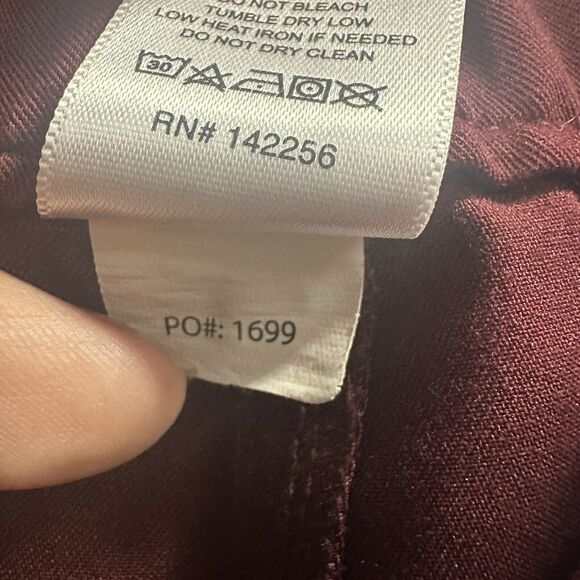 DO NOT BLEACH
TUMBLE DRY LOW
LOW HEAT IRON IF NEEDED
DO NOT DRY CLEAN
30
RN# 142256
PO#: 1699